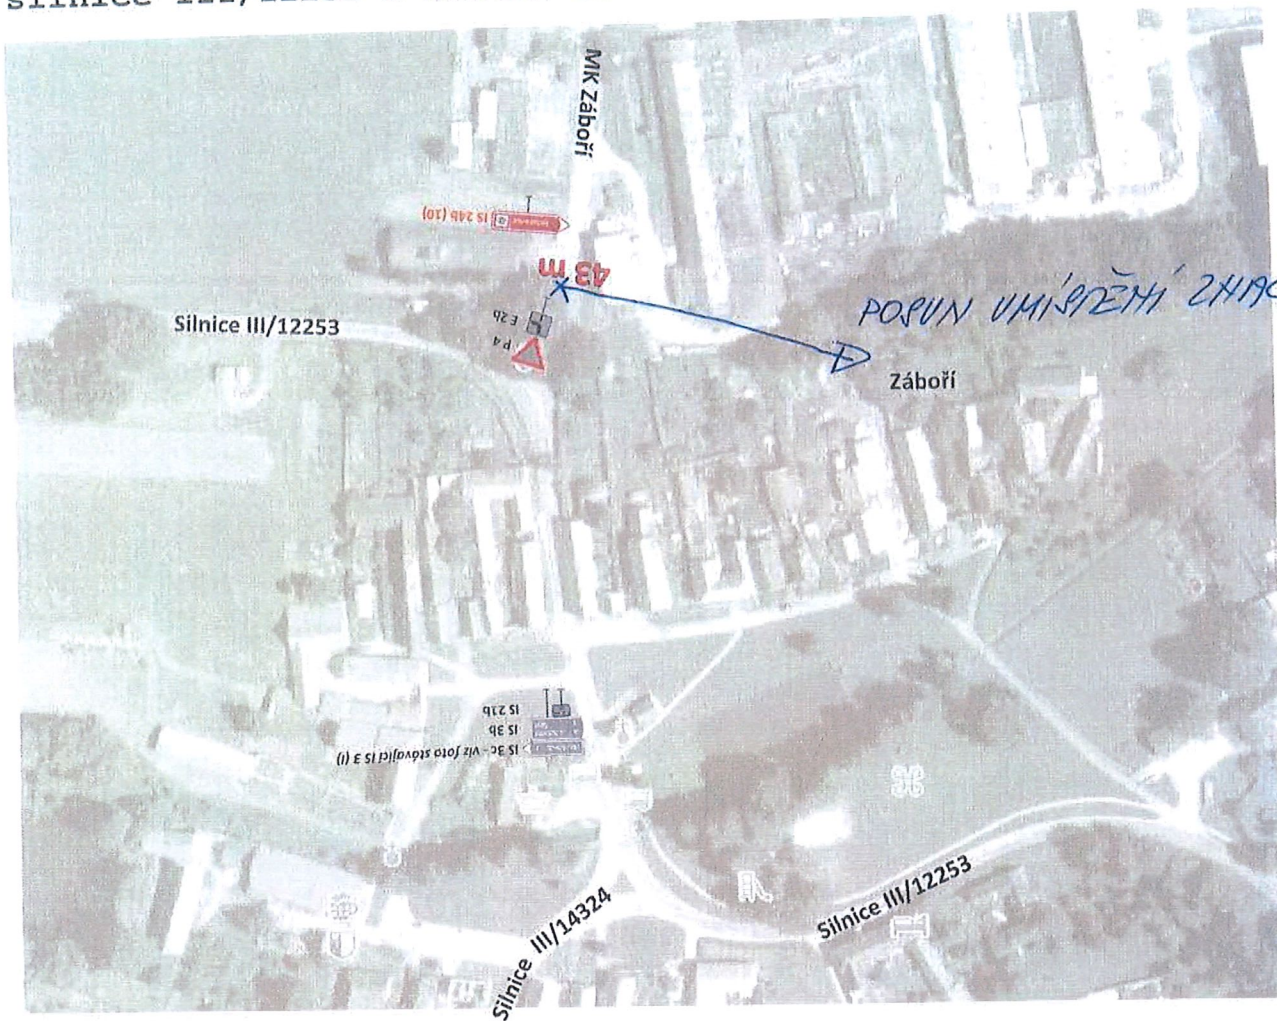 MK Záboří
IS 24b (10)
43 m
POSUN UMÍSTĚNÍ
Silnice III/12253
E 2b
P 4
Záboří
IS 21b
IS 3b
IS 3c - viz foto stávající IS 3 (I)
Silnice III/12253
Silnice III/14324